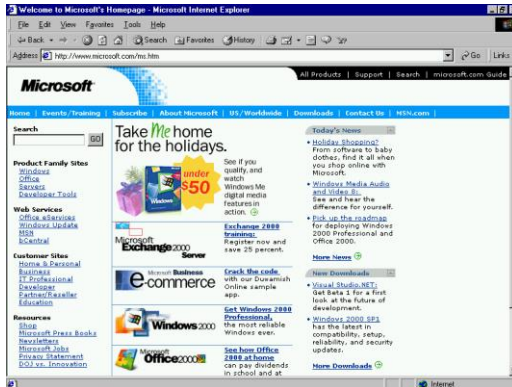 Welcome to Microsoft's Homepage - Microsoft Internet Explorer
File Edit View Favorites Tools Help
Back Search Favorites History
Address http://www.microsoft.com/ms.htm Go Links
All Products | Support | Search | microsoft.com Guide
Microsoft
Home | Events/Training | Subscribe | About Microsoft | US/Worldwide | Downloads | Contact Us | MSN.com |
Search
GO
Product Family Sites
Windows
Office
Servers
Developer Tools
Web Services
Office eServices
Windows Update
MSN
bCentral
Customer Sites
Home & Personal
Business
IT Professional
Developer
Partner/Reseller
Education
Resources
Shop
Microsoft Press Books
Newsletters
Microsoft Jobs
Privacy Statement
DOJ vs. Innovation
Take Me home
for the holidays.
under
$50
Windows
See if you
qualify, and
watch
Windows Me
digital media
features in
action.
Microsoft
Exchange 2000
Server
Exchange 2000
training:
Register now and
save 25 percent.
Microsoft Business
e-commerce
Crack the code
with our Duwamish
Online sample
app.
Windows 2000
Get Windows 2000
Professional,
the most reliable
Windows ever.
Microsoft
Office 2000
See how Office
2000 at home
can pay dividends
in school and at
Today's News
Holiday Shopping?
From software to baby
clothes, find it all when
you shop online with
Microsoft.
Windows Media Audio
and Video 8:
See and hear the
difference for yourself.
Pick up the roadmap
for deploying Windows
2000 Professional and
Office 2000.
More News
New Downloads
Visual Studio.NET:
Get Beta 1 for a first
look at the future of
development.
Windows 2000 SP1
has the latest in
compatibility, setup,
reliability, and security
updates.
More Downloads
Internet